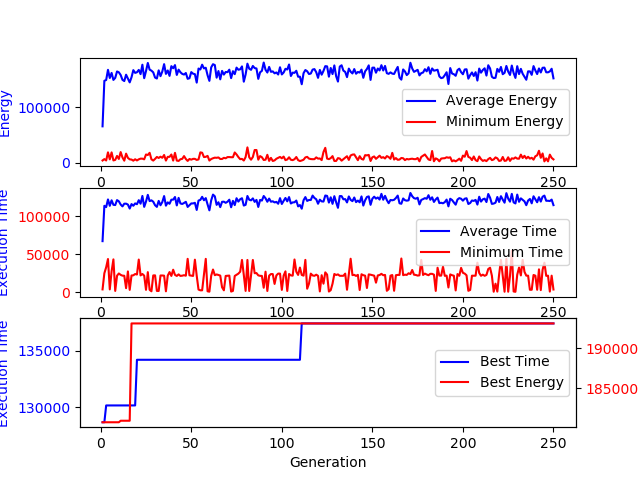 Energy
100000
0
Average Energy
Minimum Energy
0 50 100 150 200 250
Execution Time
100000
50000
0
Average Time
Minimum Time
0 50 100 150 200 250
Execution Time
135000
130000
190000
185000
Best Time
Best Energy
0 50 100 150 200 250
Generation